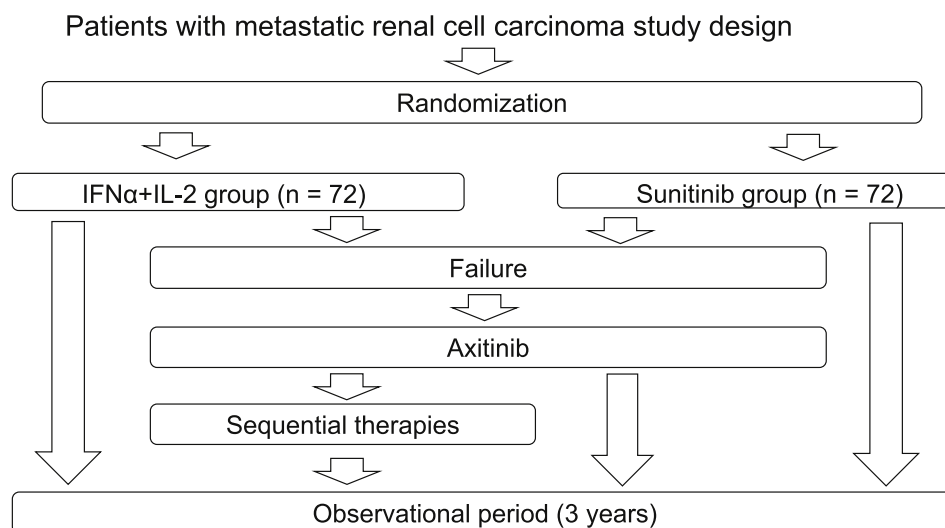 Patients with metastatic renal cell carcinoma study design
Randomization
IFNα+IL-2 group (n = 72)
Sunitinib group (n = 72)
Failure
Axitinib
Sequential therapies
Observational period (3 years)